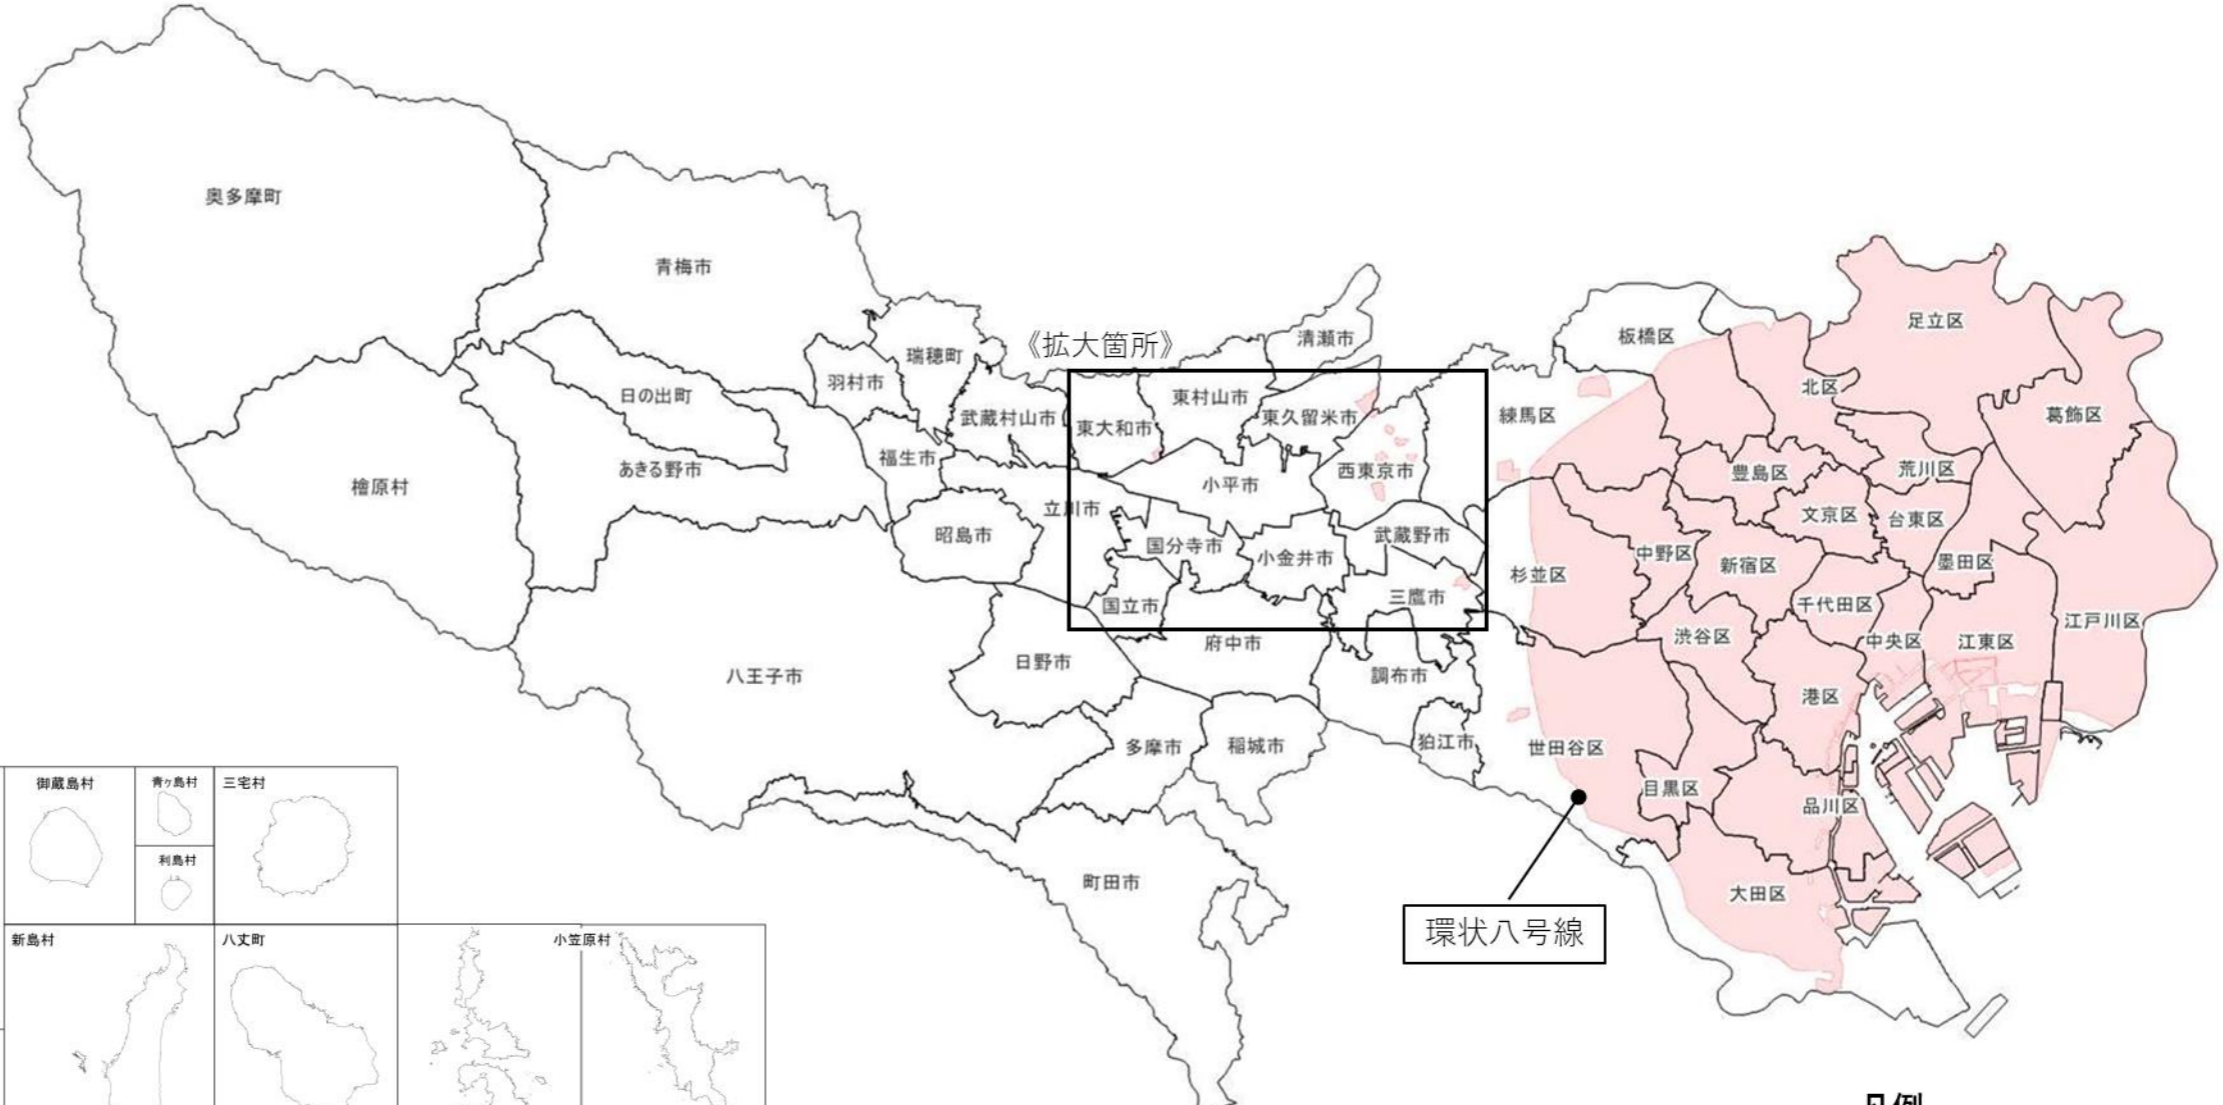 奥多摩町
青梅市
足立区
板橋区
清瀬市
《拡大箇所》
瑞穂町
羽村市
北区
日の出町
東村山市
武蔵村山市
東久留米市
練馬区
葛飾区
東大和市
福生市
あきる野市
西東京市
豊島区
荒川区
檜原村
小平市
立川市
文京区
台東区
昭島市
武蔵野市
国分寺市
小金井市
中野区
新宿区
墨田区
杉並区
国立市
三鷹市
千代田区
渋谷区
中央区
江東区
江戸川区
府中市
日野市
八王子市
調布市
港区
多摩市
稲城市
狛江市
世田谷区
目黒区
品川区
御蔵島村
青ヶ島村
三宅村
利島村
町田市
大田区
環状八号線
新島村
八丈町
小笠原村
凡例